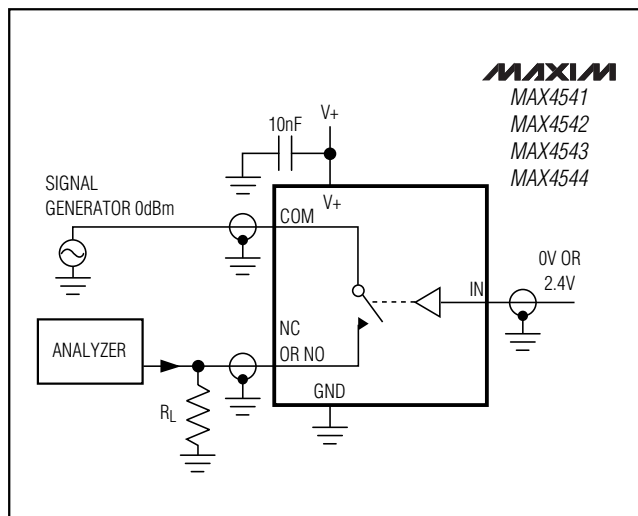 MAXIM
MAX4541
MAX4542
MAX4543
MAX4544
10nF
V+
V+
SIGNAL
GENERATOR 0dBm
COM
0V OR
2.4V
IN
NC
OR NO
ANALYZER
GND
RL